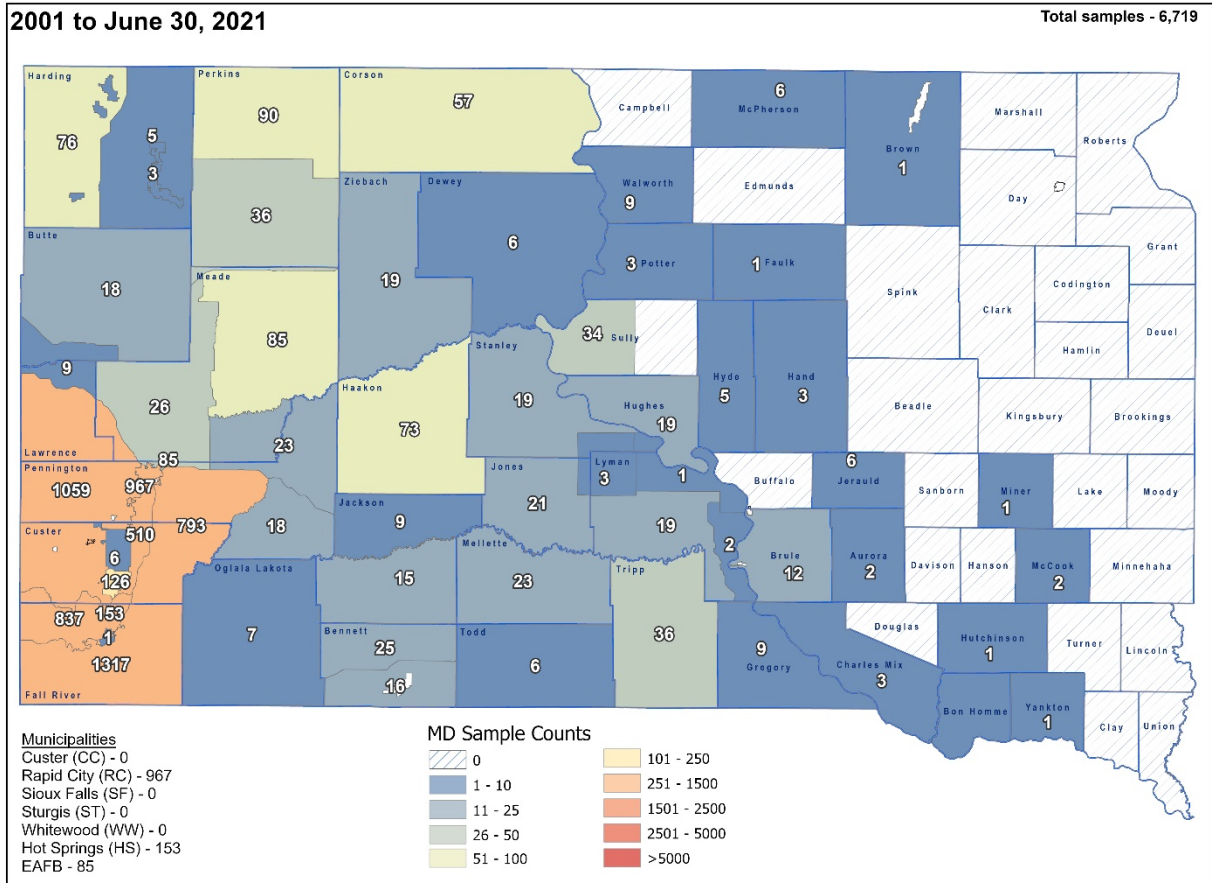 2001 to June 30, 2021
Total samples - 6,719
Harding
76
5
3
Perkins
90
36
Corson
57
Campbell
6
McPherson
Brown
1
Marshall
Roberts
Day
Grant
Walworth
9
Edmunds
Ziebach
19
Dewey
6
Butte
18
Meade
85
3 Potter
1 Faulk
Spink
Clark
Codington
Hamlin
Deuel
34
Sully
Stanley
19
Hyde
5
Hand
3
Beadle
Kingsbury
Brookings
9
26
Haakon
73
Hughes
19
23
Lawrence
85
Pennington
1059
967
793
18
Jackson
9
Jones
21
Lyman
3
1
19
2
Buffalo
6
Jerauld
Sanborn
Miner
1
Lake
Moody
Custer
510
6
126
Brule
12
Aurora
2
Davison
Hanson
McCook
2
Minnehaha
Oglala Lakota
7
15
Mellette
23
Tripp
36
837
153
1
1317
Fall River
Bennett
25
16
Todd
6
9
Gregory
Charles Mix
3
Douglas
Hutchinson
1
Turner
Lincoln
Bon Homme
Yankton
1
Clay
Union
Municipalities
Custer (CC) - 0
Rapid City (RC) - 967
Sioux Falls (SF) - 0
Sturgis (ST) - 0
Whitewood (WW) - 0
Hot Springs (HS) - 153
EAFB - 85
MD Sample Counts
0
1 - 10
11 - 25
26 - 50
51 - 100
101 - 250
251 - 1500
1501 - 2500
2501 - 5000
>5000